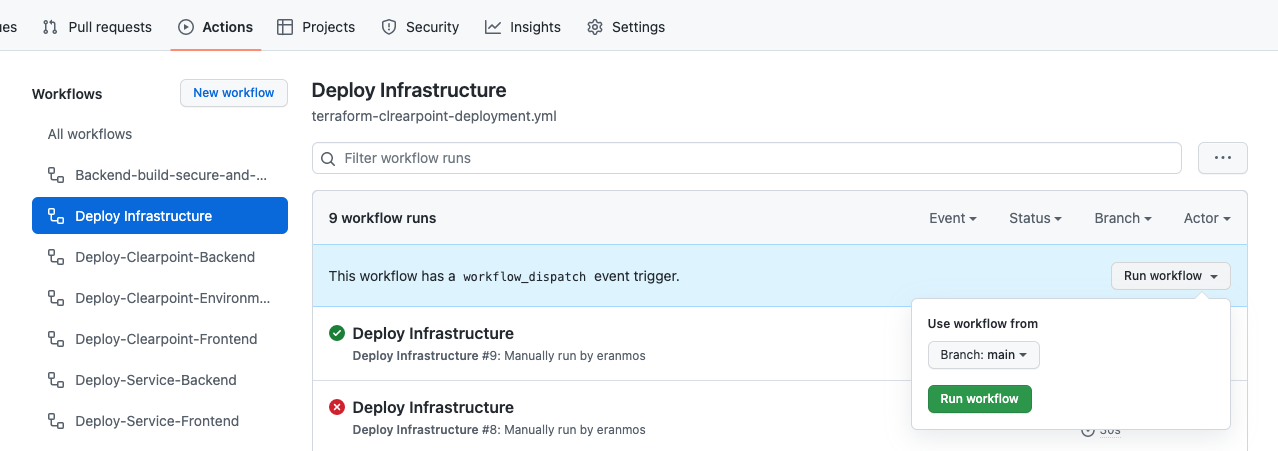 ues Pull requests Actions Projects Security Insights Settings
Workflows
New workflow
All workflows
Backend-build-secure-and-...
Deploy Infrastructure
Deploy-Clearpoint-Backend
Deploy-Clearpoint-Environm...
Deploy-Clearpoint-Frontend
Deploy-Service-Backend
Deploy-Service-Frontend
Deploy Infrastructure
terraform-clrearpoint-deployment.yml
Filter workflow runs
9 workflow runs
Event Status Branch Actor
This workflow has a workflow_dispatch event trigger.
Run workflow
Use workflow from
Branch: main
Run workflow
Deploy Infrastructure
Deploy Infrastructure #9: Manually run by eranmos
Deploy Infrastructure
Deploy Infrastructure #8: Manually run by eranmos